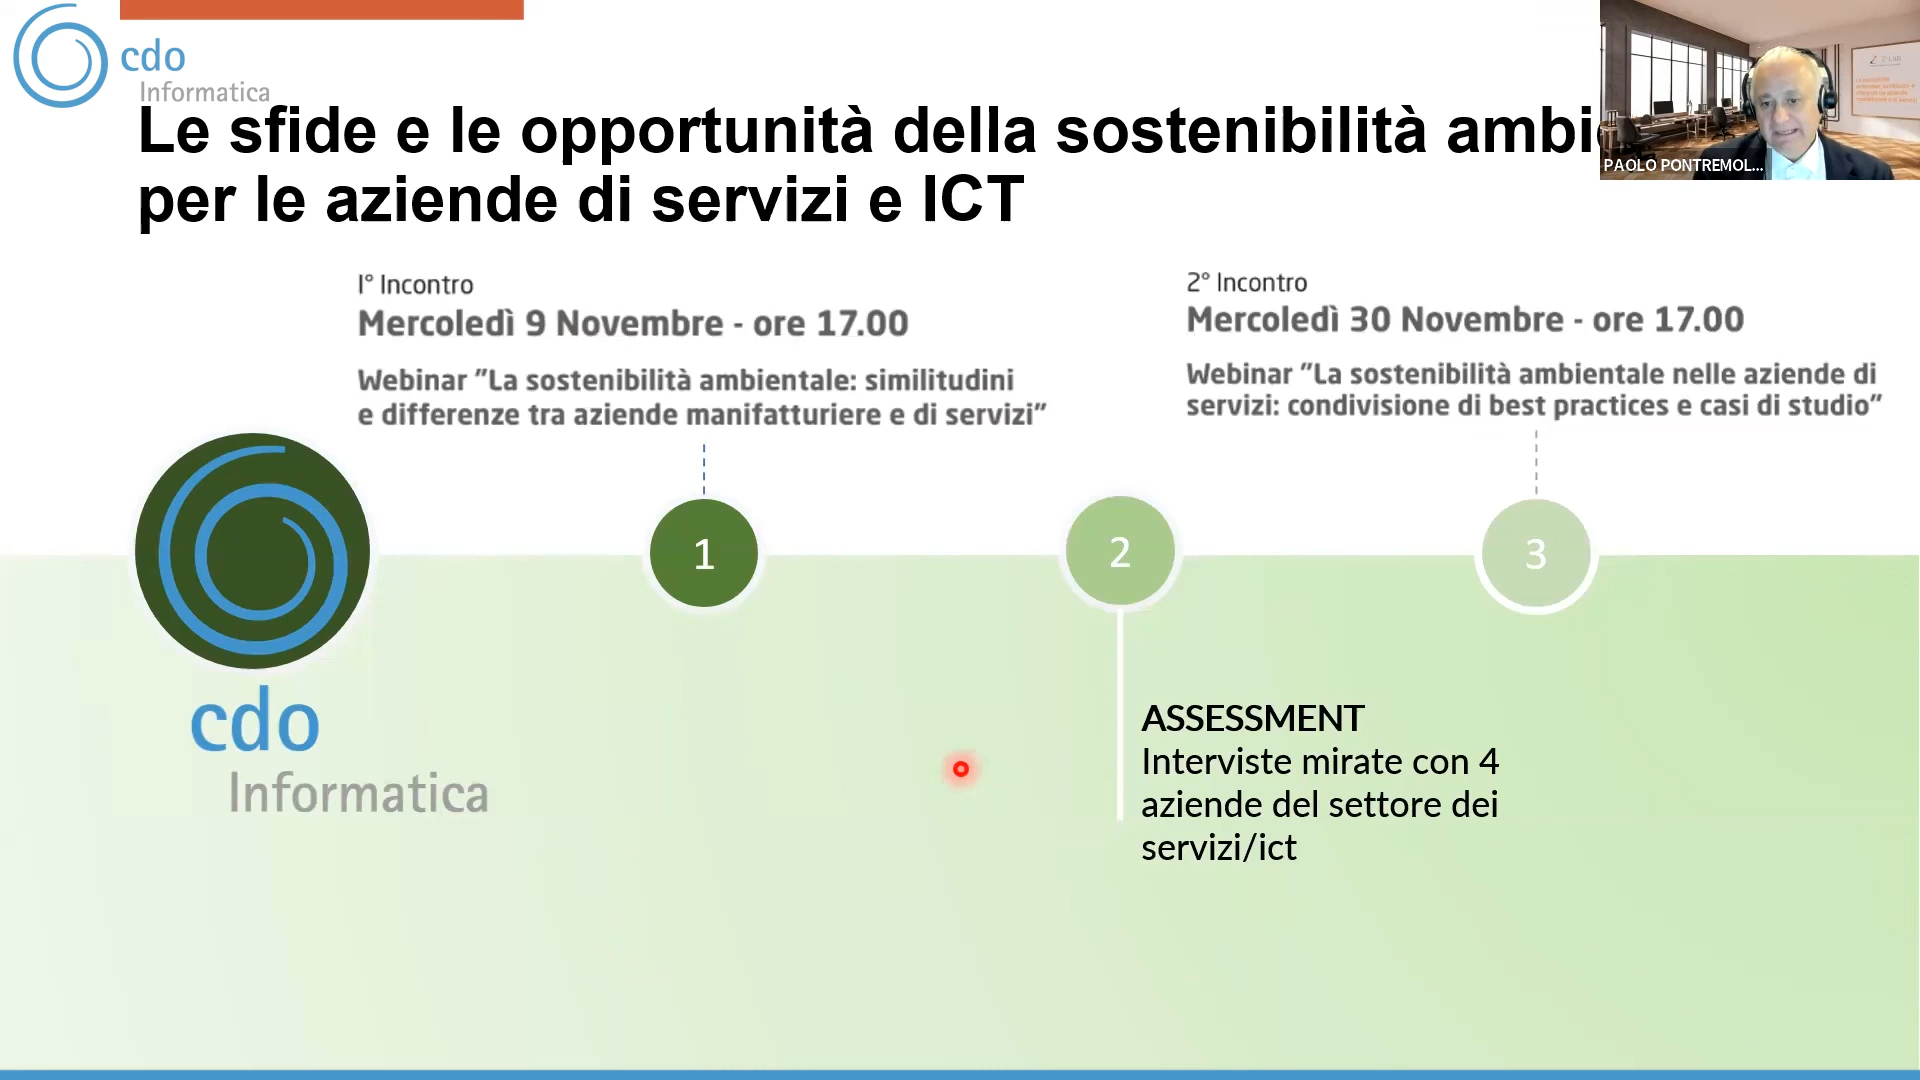 cdo
Informatica
Le sfide e le opportunità della sostenibilità
per le aziende di servizi e ICT
PAOLO PONTREMOL...
I° Incontro
Mercoledì 9 Novembre - ore 17.00
Webinar "La sostenibilità ambientale: similitudini
e differenze tra aziende manifatturiere e di servizi"
2° Incontro
Mercoledì 30 Novembre - ore 17.00
Webinar "La sostenibilità ambientale nelle aziende di
servizi: condivisione di best practices e casi di studio"
1
2
3
cdo
Informatica
ASSESSMENT
Interviste mirate con 4
aziende del settore dei
servizi/ict